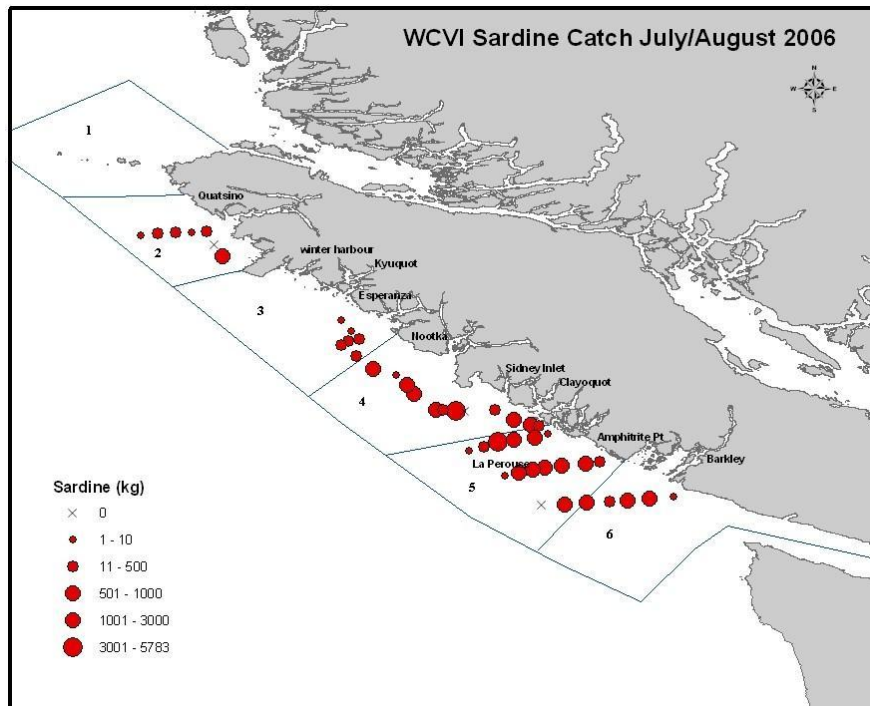 WCVI Sardine Catch July/August 2006
N
W E
S
1
Quatsino
2
winter harbour
Kyuquot
3
Esperanza
Nootka
Sidney Inlet
Clayoquot
4
Amphitrite Pt
La Perouse
Barkley
5
6
Sardine (kg)
0
1 - 10
11 - 500
501 - 1000
1001 - 3000
3001 - 5783